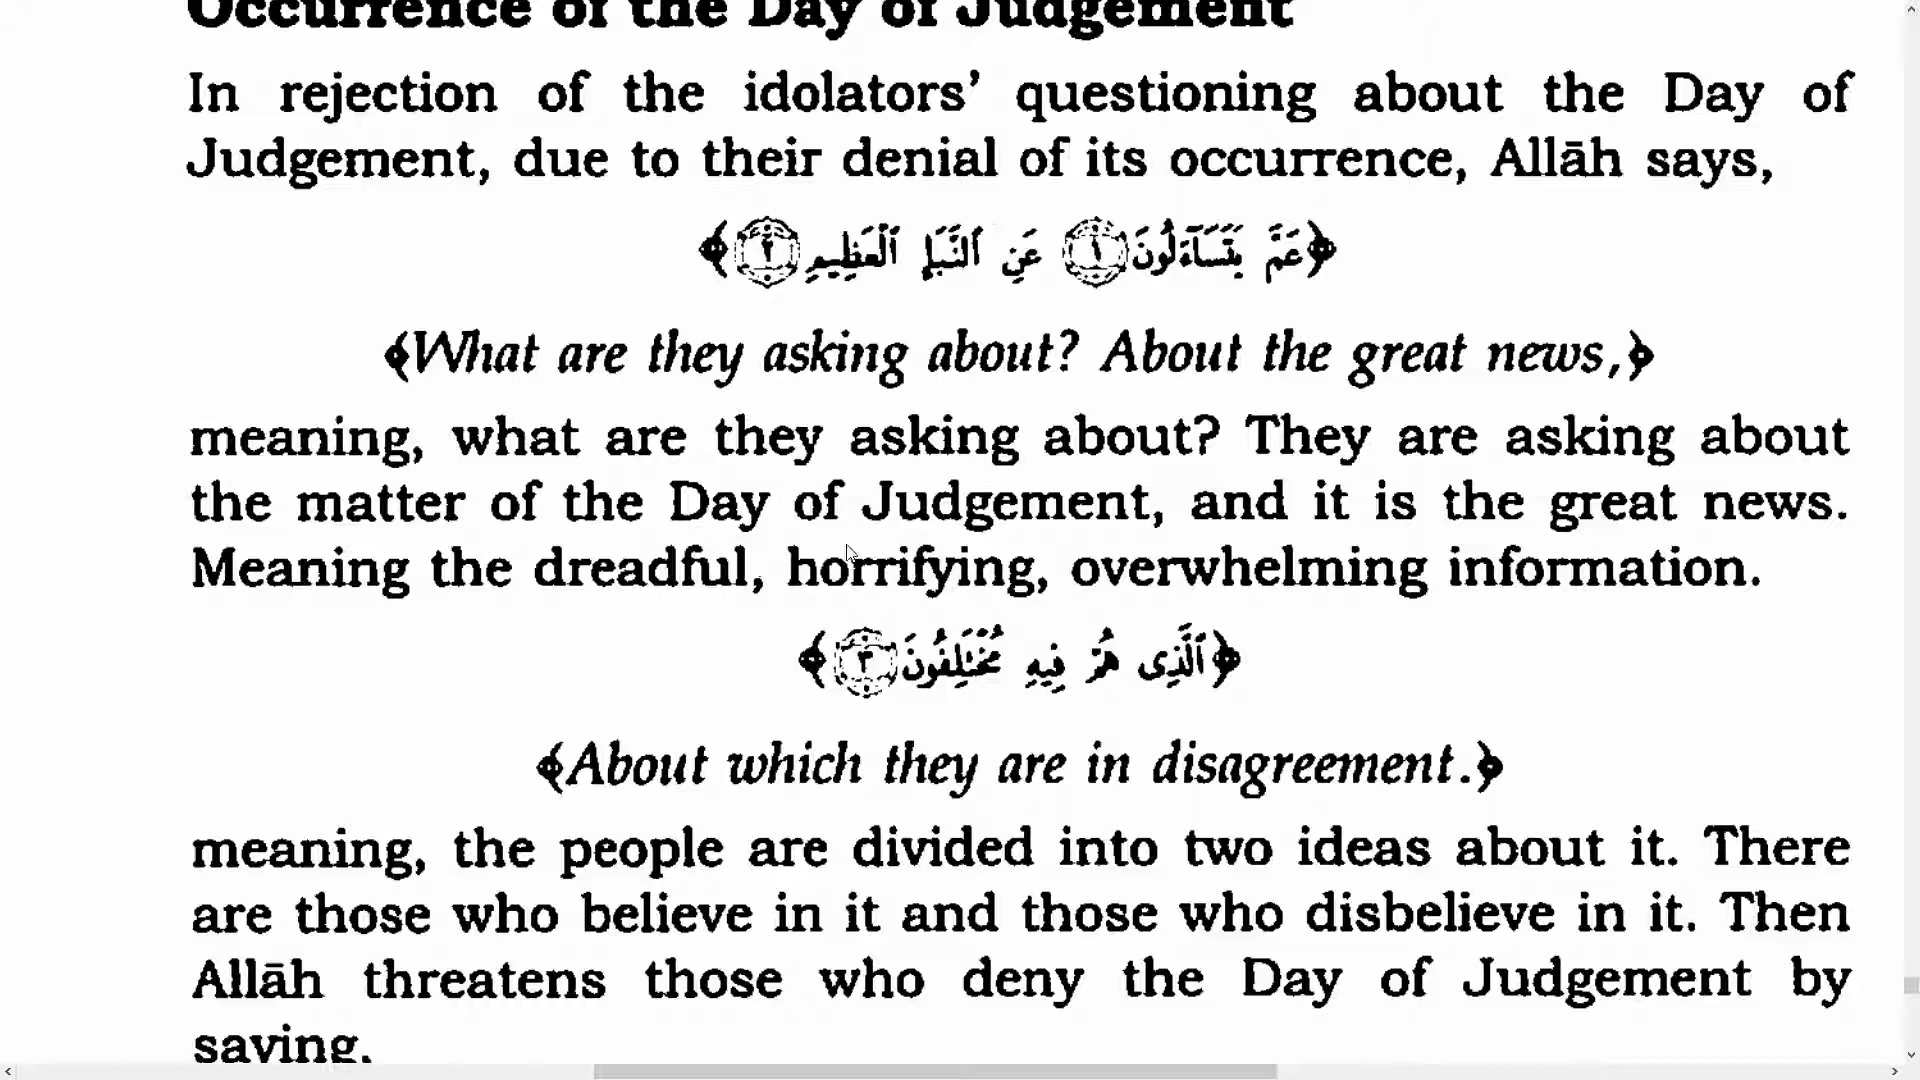 Occurrence of the Day of Judgement
In rejection of the idolators’ questioning about the Day of
Judgement, due to their denial of its occurrence, Allāh says,
﴿عَمَّ يَتَسَآءَلُونَ ﴿١﴾ عَنِ ٱلنَّبَإِ ٱلْعَظِيمِ ﴿٢﴾﴾
﴾What are they asking about? About the great news,﴿
meaning, what are they asking about? They are asking about
the matter of the Day of Judgement, and it is the great news.
Meaning the dreadful, horrifying, overwhelming information.
﴿ٱلَّذِى هُمْ فِيهِ مُخْتَلِفُونَ ﴿٣﴾﴾
﴾About which they are in disagreement.﴿
meaning, the people are divided into two ideas about it. There
are those who believe in it and those who disbelieve in it. Then
Allāh threatens those who deny the Day of Judgement by
saying,